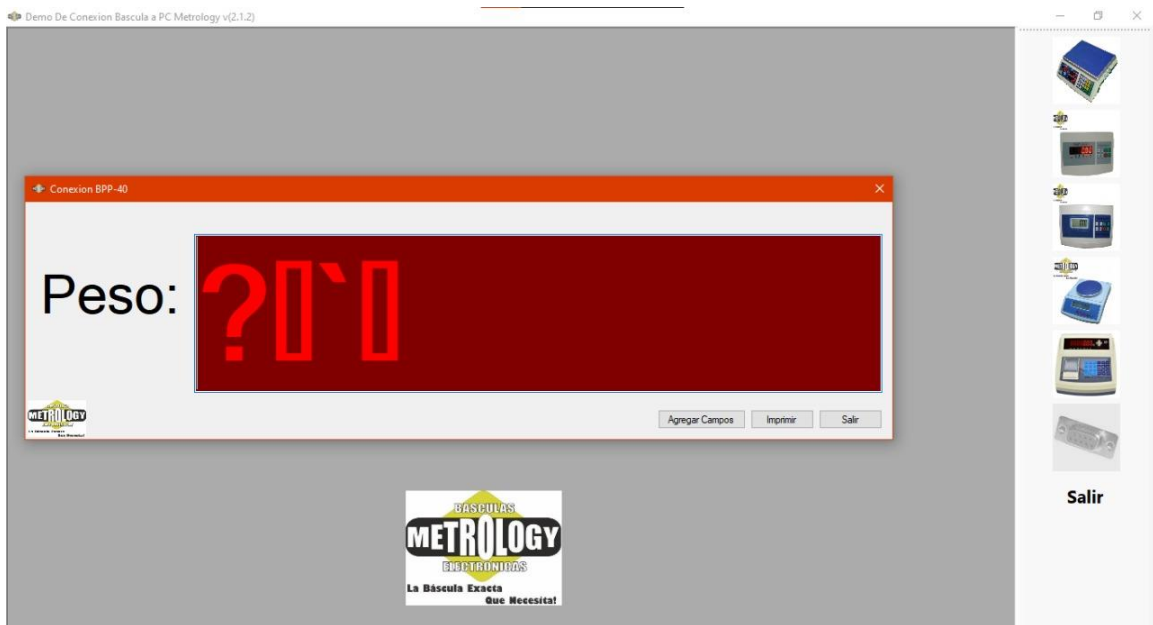 Demo De Conexion Bascula a PC Metrology v(2.1.2)
Conexion BPP-40
Peso: ?▯`▯
METROLOGY
Agregar Campos Imprimir Salir
BASCULAS
METROLOGY
ELECTRONICAS
La Báscula Exacta
Que Necesita!
Salir